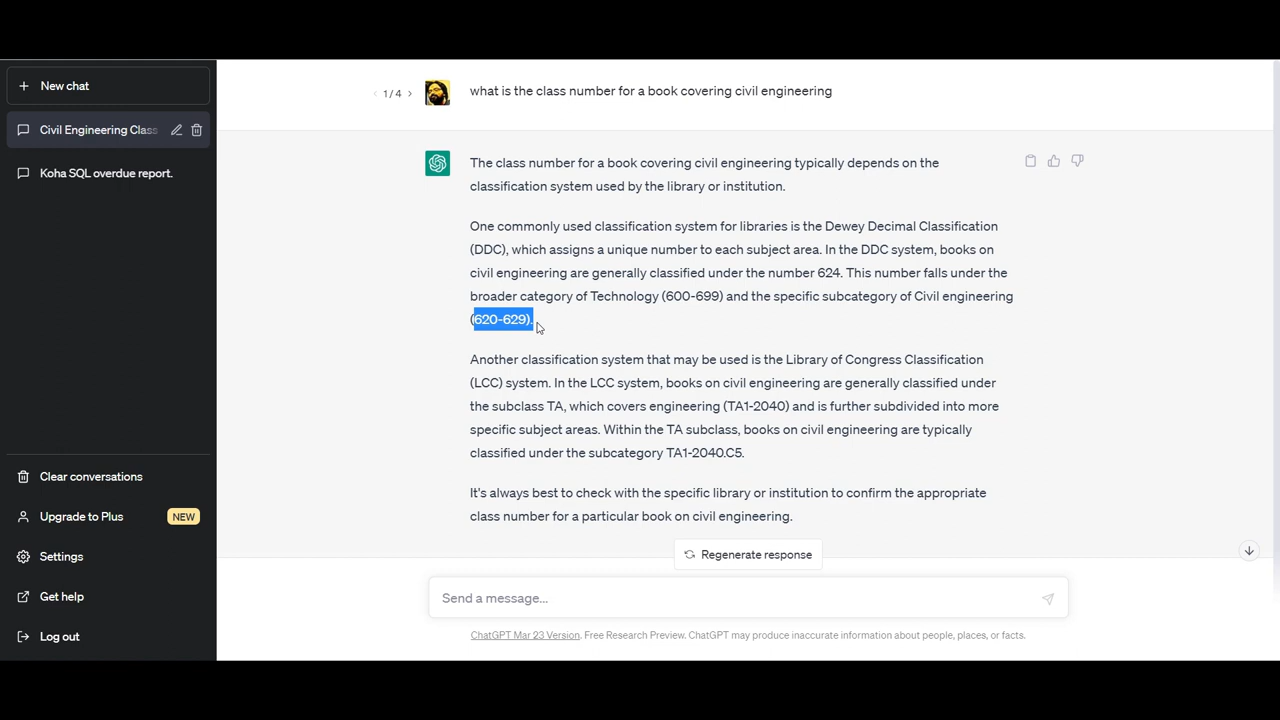 New chat
Civil Engineering Class
Koha SQL overdue report.
Clear conversations
Upgrade to Plus NEW
Settings
Get help
Log out
1 / 4
what is the class number for a book covering civil engineering
The class number for a book covering civil engineering typically depends on the
classification system used by the library or institution.
One commonly used classification system for libraries is the Dewey Decimal Classification
(DDC), which assigns a unique number to each subject area. In the DDC system, books on
civil engineering are generally classified under the number 624. This number falls under the
broader category of Technology (600-699) and the specific subcategory of Civil engineering
(620-629).
Another classification system that may be used is the Library of Congress Classification
(LCC) system. In the LCC system, books on civil engineering are generally classified under
the subclass TA, which covers engineering (TA1-2040) and is further subdivided into more
specific subject areas. Within the TA subclass, books on civil engineering are typically
classified under the subcategory TA1-2040.C5.
It's always best to check with the specific library or institution to confirm the appropriate
class number for a particular book on civil engineering.
Regenerate response
Send a message...
ChatGPT Mar 23 Version. Free Research Preview. ChatGPT may produce inaccurate information about people, places, or facts.